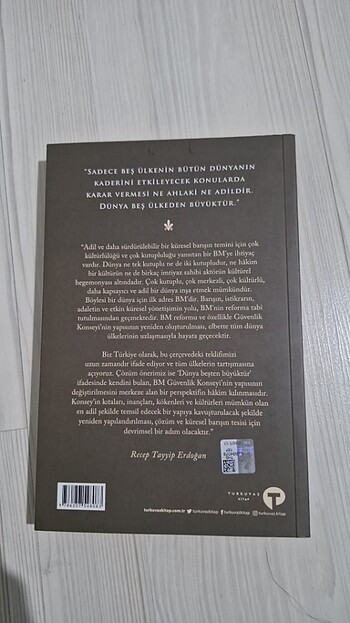 "SADECE BEŞ ÜLKENİN BÜTÜN DÜNYANIN
KADERİNİ ETKİLEYECEK KONULARDA
KARAR VERMESİ NE AHLAKİ NE ADİLDİR.
DÜNYA BEŞ ÜLKEDEN BÜYÜKTÜR."
"Adil ve daha sürdürülebilir bir küresel barışın temini için çok
kültürlülüğü ve çok kutupluluğu yansıtan bir BM'ye ihtiyaç
vardır. Dünya ne tek kutupla ne de iki kutupludur, ne hâkim
bir kültürün ne de birkaç imtiyaz sahibi aktörün kültürel
hegemonyası altındadır. Çok kutuplu, çok merkezli, çok kültürlü,
daha kapsayıcı ve adil bir dünya inşa etmek mümkündür.
Böylesi bir dünya için ilk adres BM'dir. Barışın, istikrarın,
adaletin ve etkin küresel yönetişimin yolu, BM'nin reforma tabi
tutulmasından geçmektedir. BM reformu ve özellikle Güvenlik
Konseyi'nin yapısının yeniden oluşturulması, elbette tüm dünya
ülkelerinin uzlaşmasıyla hayata geçecektir.
Biz Türkiye olarak, bu çerçevedeki teklifimizi
uzun zamandır ifade ediyor ve tüm ülkelerin tartışmasına
açıyoruz. Çözüm önerimiz ise 'Dünya beşten büyüktür'
ifadesinde kendini bulan, BM Güvenlik Konseyi'nin yapısının
değiştirilmesini merkeze alan bir perspektifin hâkim kılınmasıdır.
Konsey'in kıtaları, inançları, kökenleri ve kültürleri mümkün olan
en adil şekilde temsil edecek bir yapıya kavuşturulacak şekilde
yeniden yapılandırılması, çözüm ve küresel barışın tesisi için
devrimsel bir adım olacaktır."
Recep Tayyip Erdoğan
TURKUVAZ
KİTAP
turkuvazkitap.com.tr
turkuvazkitap
turkuvaz.kitap